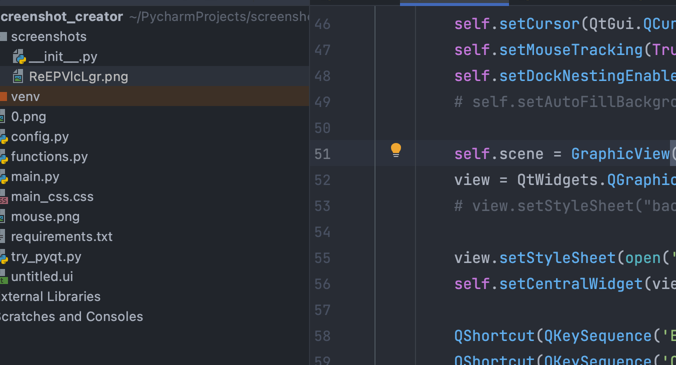 creenshot_creator ~/PycharmProjects/screensho
screenshots
__init__.py
ReEPVlcLgr.png
venv
0.png
config.py
functions.py
main.py
main_css.css
mouse.png
requirements.txt
try_pyqt.py
untitled.ui
xternal Libraries
cratches and Consoles
46 self.setCursor(QtGui.QCur
47 self.setMouseTracking(Tru
48 self.setDockNestingEnable
49 # self.setAutoFillBackgro
50
51 self.scene = GraphicView(
52 view = QtWidgets.QGraphic
53 # view.setStyleSheet("bac
54
55 view.setStyleSheet(open('
56 self.setCentralWidget(vie
57
58 QShortcut(QKeySequence('E
59 QShortcut(QKeySequence('C